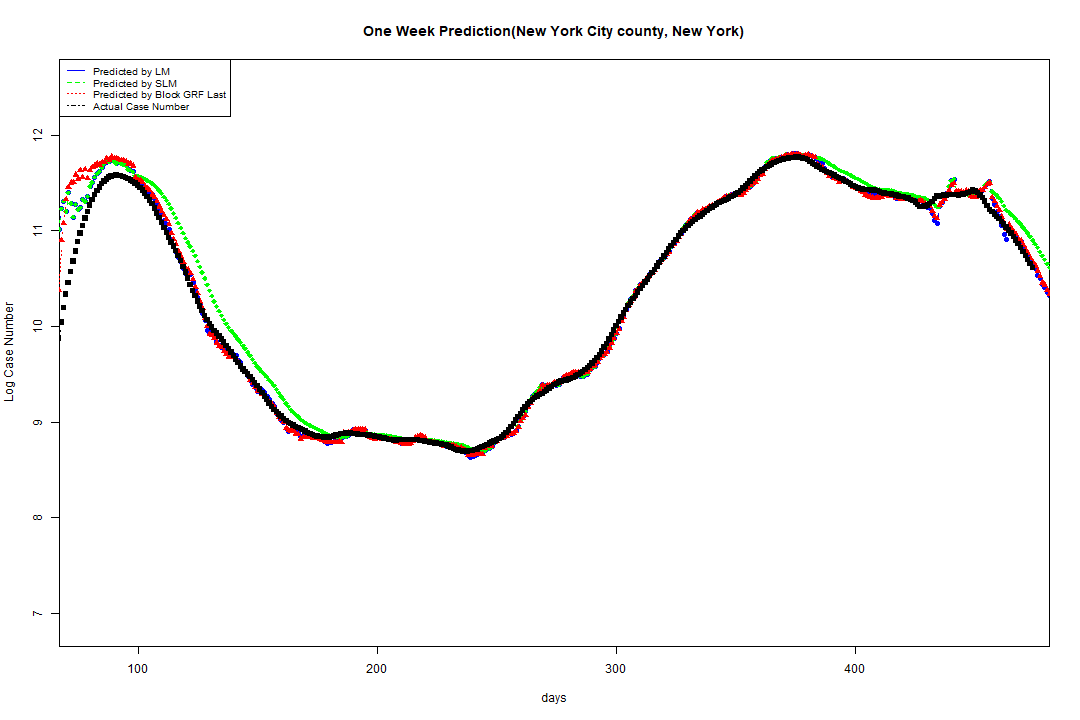 One Week Prediction(New York City county, New York)
Predicted by LM
Predicted by SLM
Predicted by Block GRF Last
Actual Case Number
12
11
10
9
8
7
Log Case Number
100 200 300 400
days